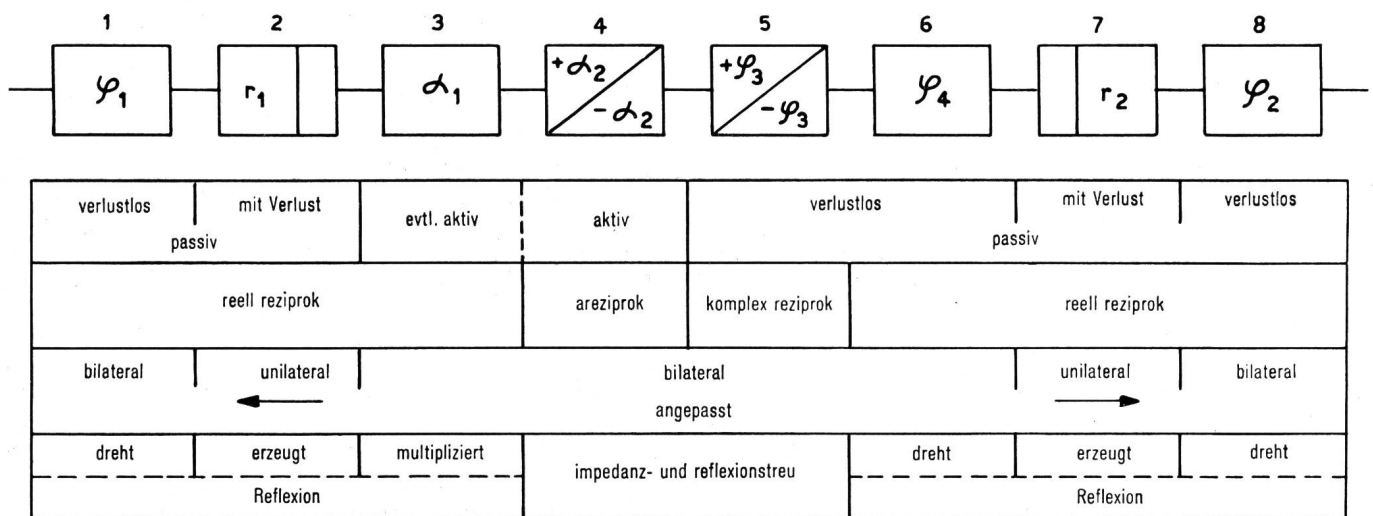 1 2 3 4 5 6 7 8
φ₁ r₁ α₁ +α₂ +φ₃ φ₄ r₂ φ₂
-α₂ -φ₃
verlustlos mit Verlust evtl. aktiv aktiv verlustlos mit Verlust verlustlos
passiv passiv
reell reziprok areziprok komplex reziprok reell reziprok
bilateral unilateral bilateral unilateral bilateral
angepasst
dreht erzeugt multipliziert impedanz- und reflexionstreu dreht erzeugt dreht
Reflexion Reflexion